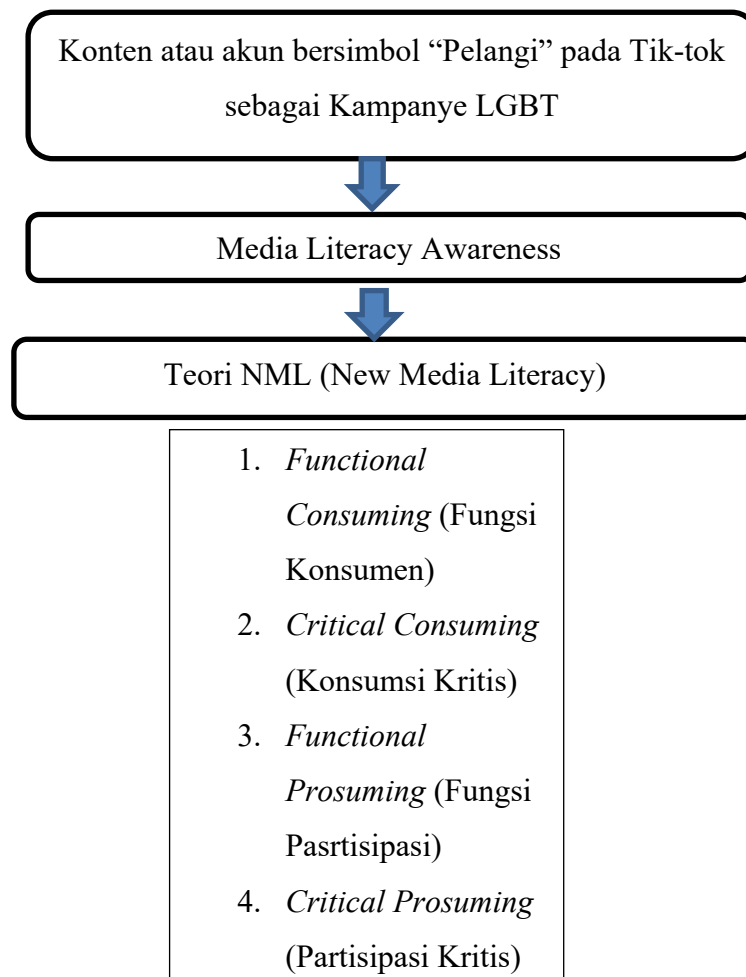 Konten atau akun bersimbol “Pelangi” pada Tik-tok
sebagai Kampanye LGBT
Media Literacy Awareness
Teori NML (New Media Literacy)
1. Functional
Consuming (Fungsi
Konsumen)
2. Critical Consuming
(Konsumsi Kritis)
3. Functional
Prosuming (Fungsi
Pasrtisipasi)
4. Critical Prosuming
(Partisipasi Kritis)